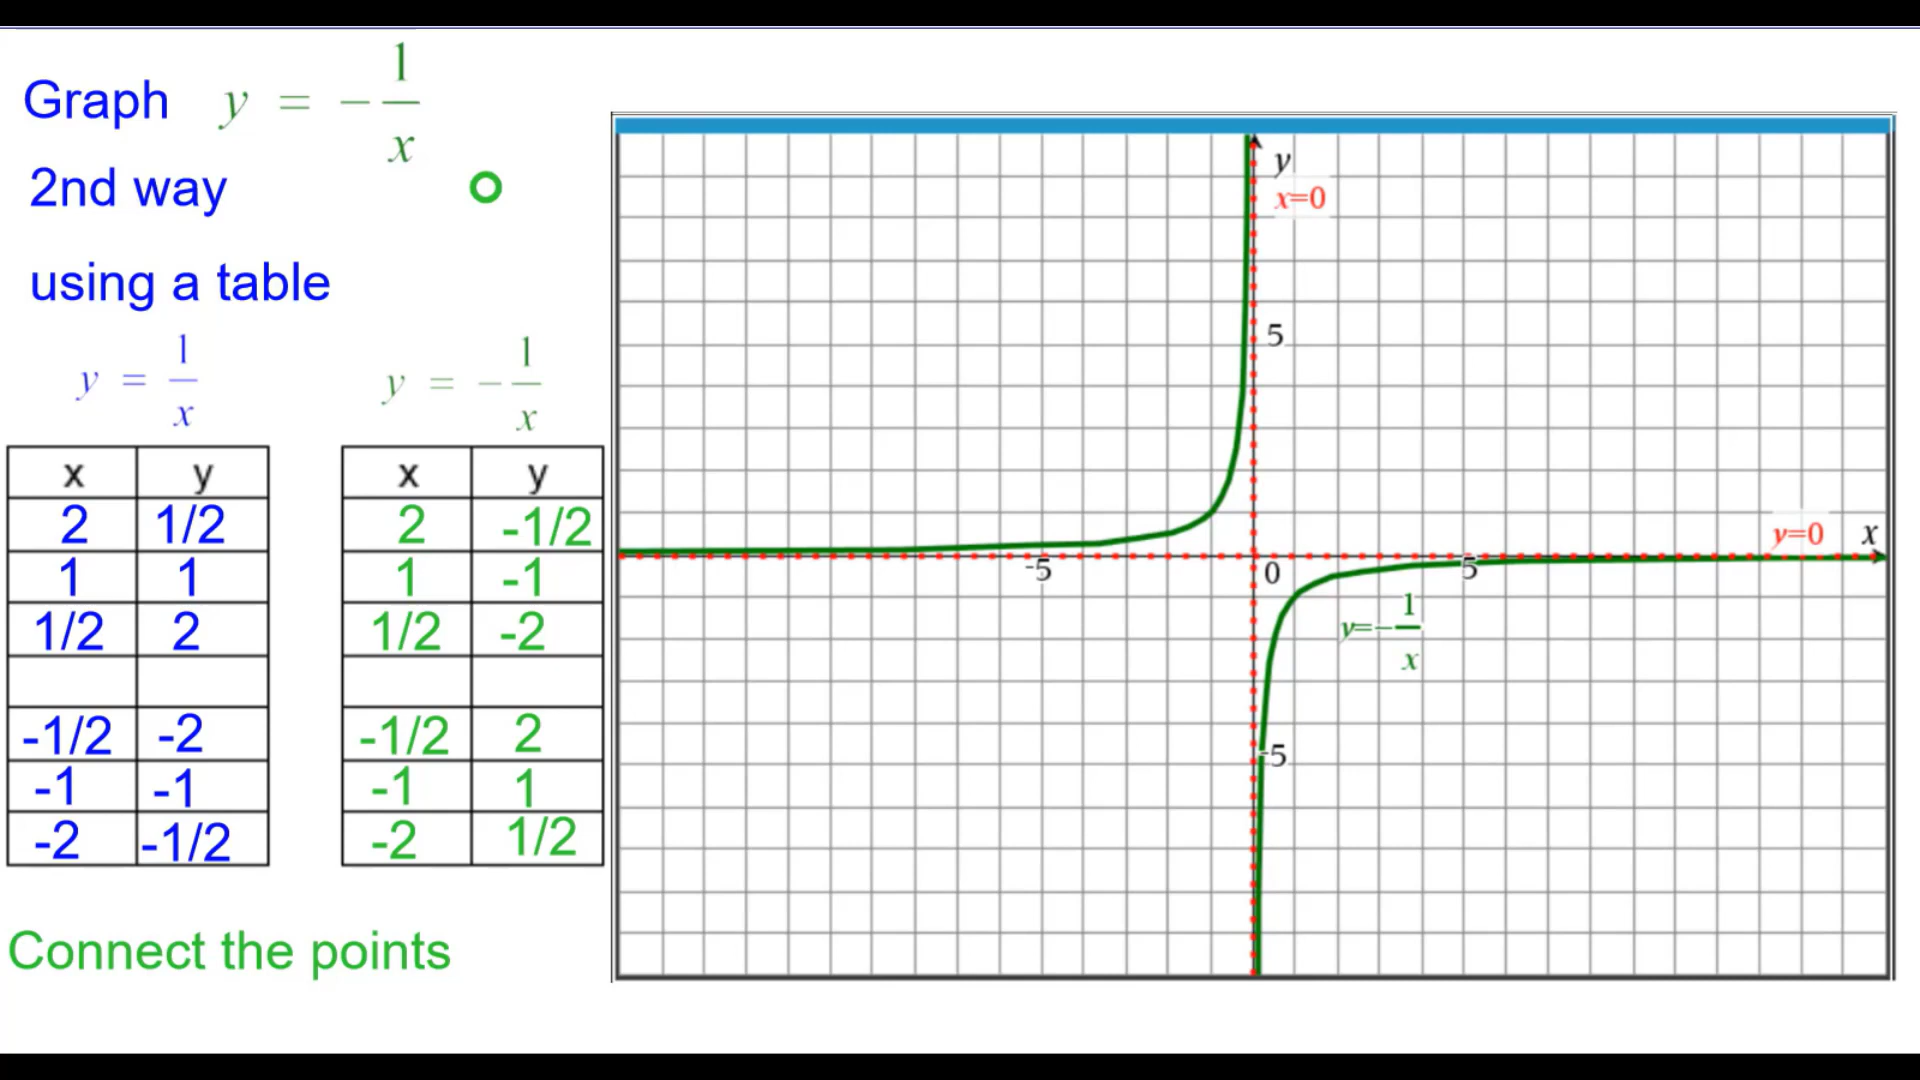 Graph y = - 1/x
2nd way
using a table
y = 1/x
x y
2 1/2
1 1
1/2 2
-1/2 -2
-1 -1
-2 -1/2
y = - 1/x
x y
2 -1/2
1 -1
1/2 -2
-1/2 2
-1 1
-2 1/2
Connect the points
y
x=0
5
y=0 x
-5 0 5
y=- 1/x
-5